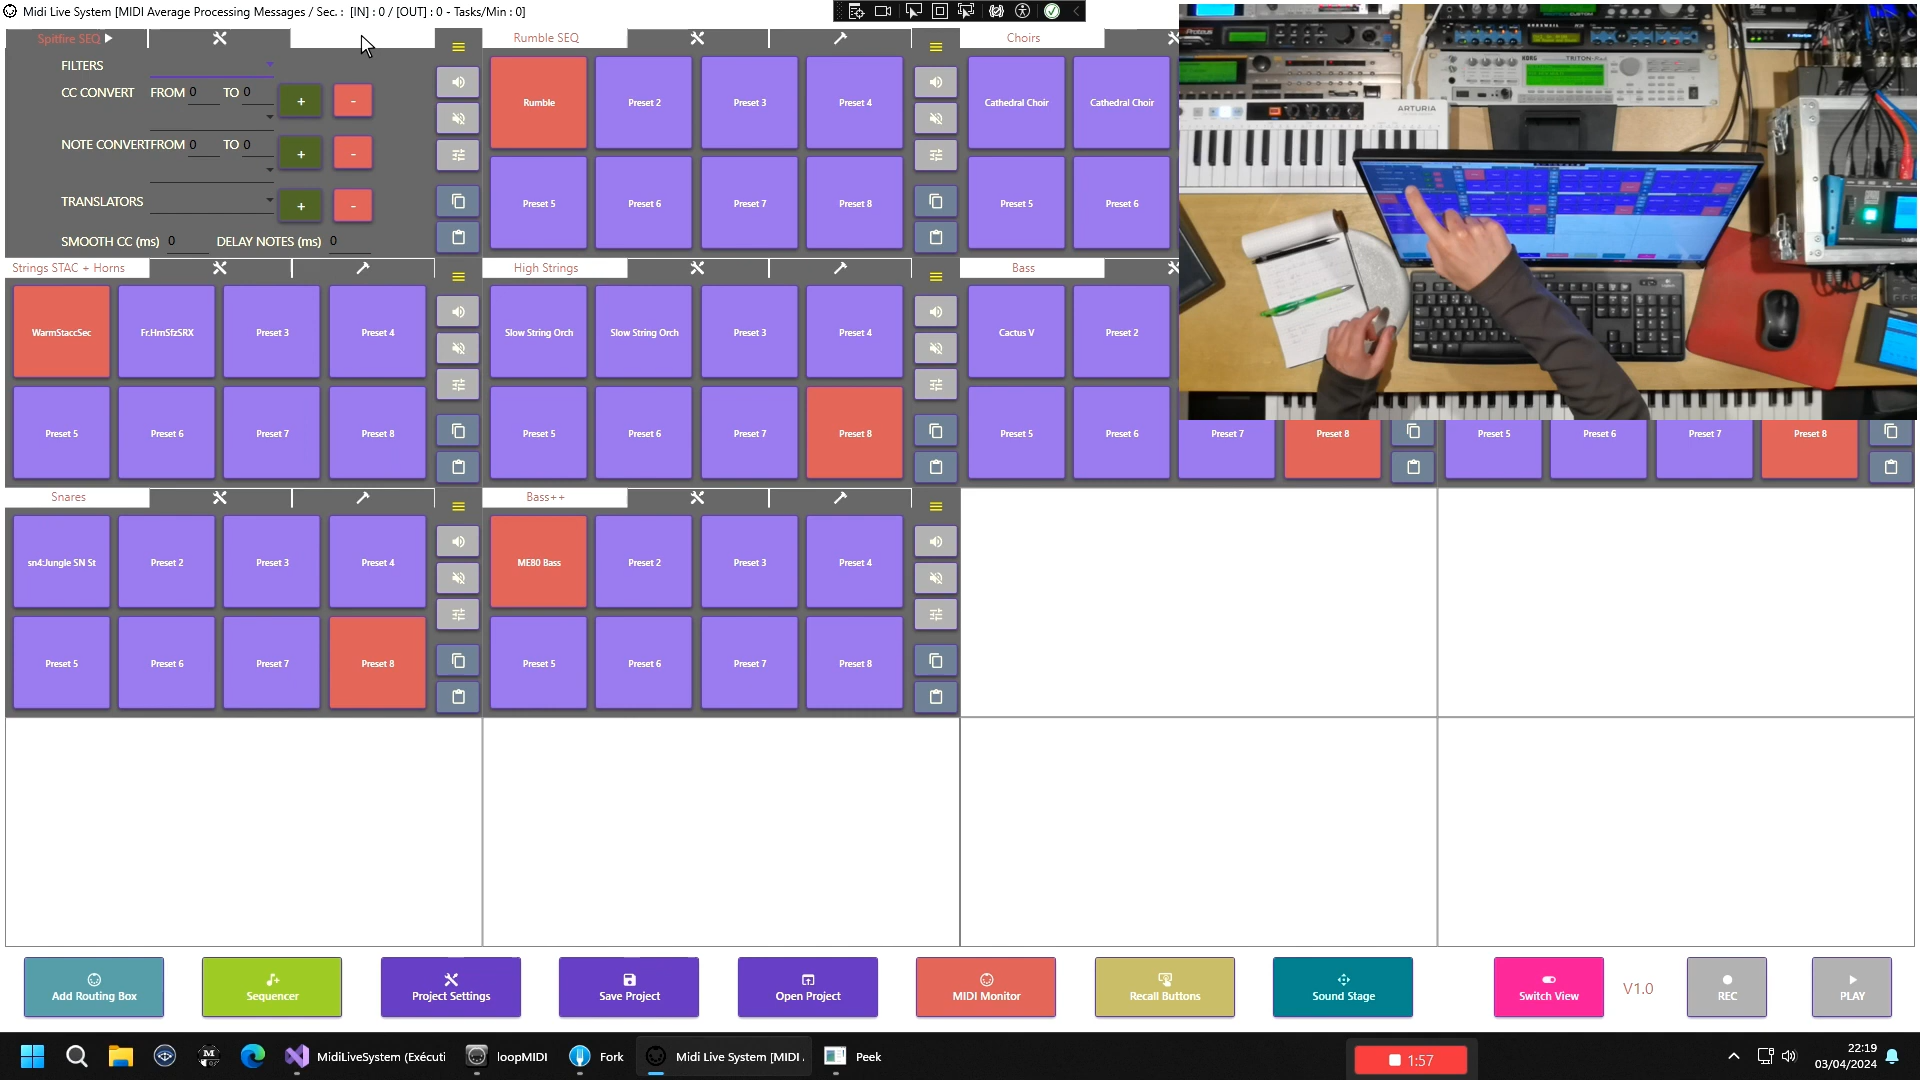 Midi Live System [MIDI Average Processing Messages / Sec. : [IN] : 0 / [OUT] : 0 - Tasks/Min : 0]
Spitfire SEQ
FILTERS
CC CONVERT FROM 0 TO 0 + -
NOTE CONVERT FROM 0 TO 0 + -
TRANSLATORS + -
SMOOTH CC (ms) 0 DELAY NOTES (ms) 0
Rumble SEQ
Rumble Preset 2 Preset 3 Preset 4
Preset 5 Preset 6 Preset 7 Preset 8
Choirs
Cathedral Choir Cathedral Choir
Preset 5 Preset 6
ARTURIA
KORG TRITON-Rack
Strings STAC + Horns
WarmStaccSec Fr.HrnSfzSRX Preset 3 Preset 4
Preset 5 Preset 6 Preset 7 Preset 8
High Strings
Slow String Orch Slow String Orch Preset 3 Preset 4
Preset 5 Preset 6 Preset 7 Preset 8
Bass
Cactus V Preset 2
Preset 5 Preset 6 Preset 7 Preset 8
Preset 5 Preset 6 Preset 7 Preset 8
Snares
sn4:Jungle SN St Preset 2 Preset 3 Preset 4
Preset 5 Preset 6 Preset 7 Preset 8
Bass++
ME80 Bass Preset 2 Preset 3 Preset 4
Preset 5 Preset 6 Preset 7 Preset 8
Add Routing Box
Sequencer
Project Settings
Save Project
Open Project
MIDI Monitor
Recall Buttons
Sound Stage
Switch View
V1.0
REC
PLAY
MidiLiveSystem (Exécuti
loopMIDI
Fork
Midi Live System [MIDI .
Peek
1:57
22:19
03/04/2024